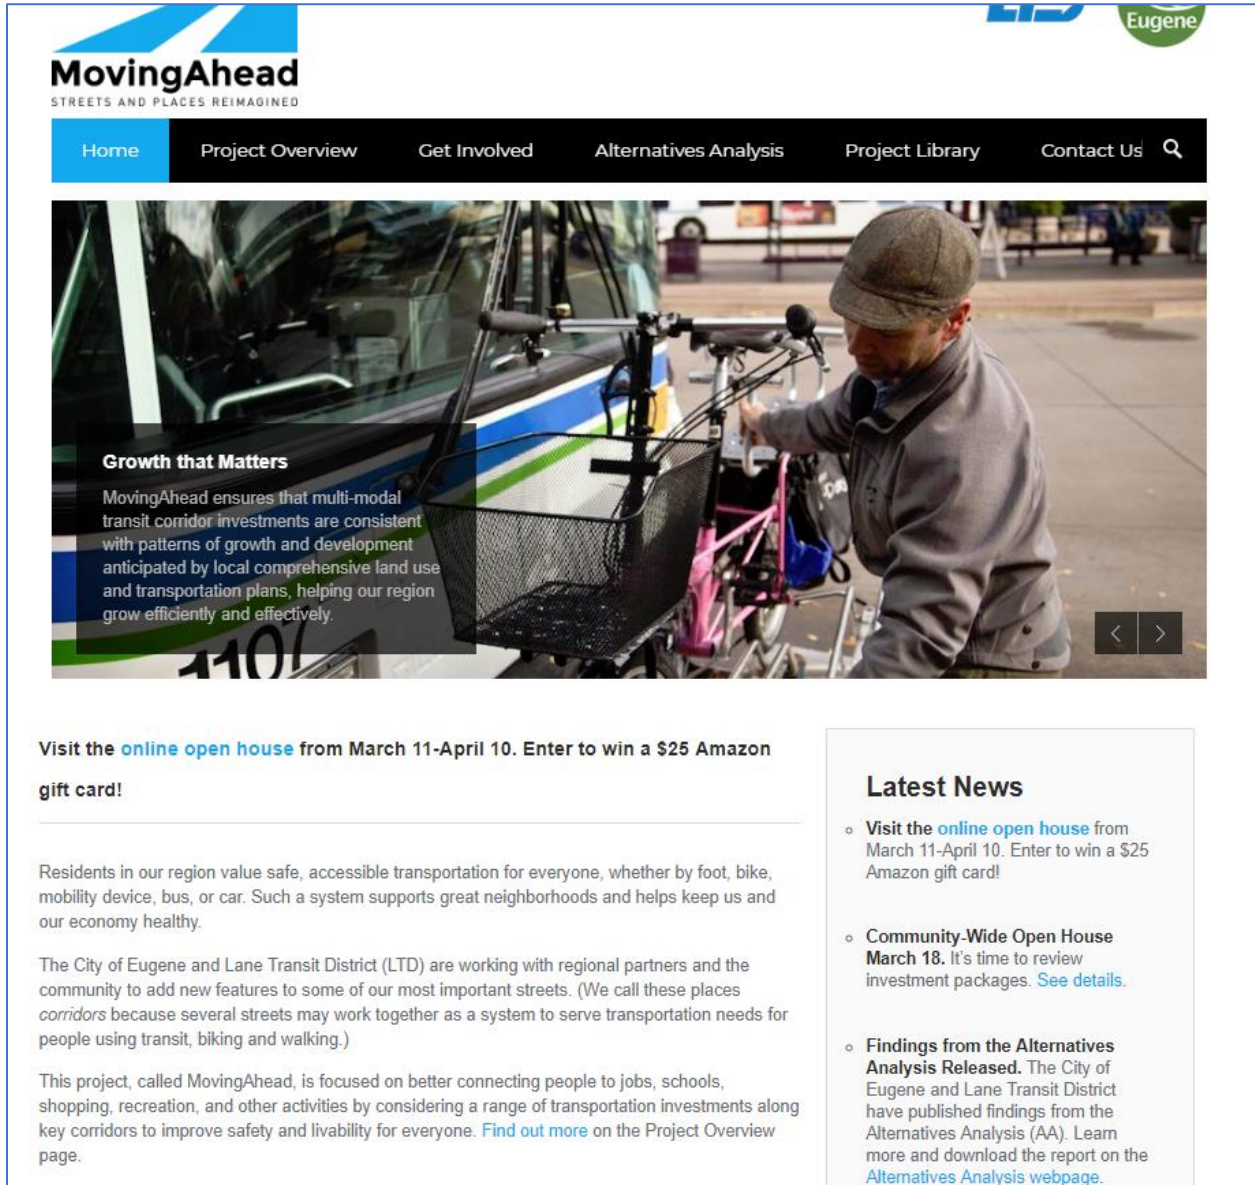 Eugene
MovingAhead
STREETS AND PLACES REIMAGINED
Home
Project Overview
Get Involved
Alternatives Analysis
Project Library
Contact Us
Growth that Matters
MovingAhead ensures that multi-modal
transit corridor investments are consistent
with patterns of growth and development
anticipated by local comprehensive land use
and transportation plans, helping our region
grow efficiently and effectively.
1107
Visit the online open house from March 11-April 10. Enter to win a $25 Amazon
gift card!
Residents in our region value safe, accessible transportation for everyone, whether by foot, bike,
mobility device, bus, or car. Such a system supports great neighborhoods and helps keep us and
our economy healthy.
The City of Eugene and Lane Transit District (LTD) are working with regional partners and the
community to add new features to some of our most important streets. (We call these places
corridors because several streets may work together as a system to serve transportation needs for
people using transit, biking and walking.)
This project, called MovingAhead, is focused on better connecting people to jobs, schools,
shopping, recreation, and other activities by considering a range of transportation investments along
key corridors to improve safety and livability for everyone. Find out more on the Project Overview
page.
Latest News
Visit the online open house from
March 11-April 10. Enter to win a $25
Amazon gift card!
Community-Wide Open House
March 18. It's time to review
investment packages. See details.
Findings from the Alternatives
Analysis Released. The City of
Eugene and Lane Transit District
have published findings from the
Alternatives Analysis (AA). Learn
more and download the report on the
Alternatives Analysis webpage.